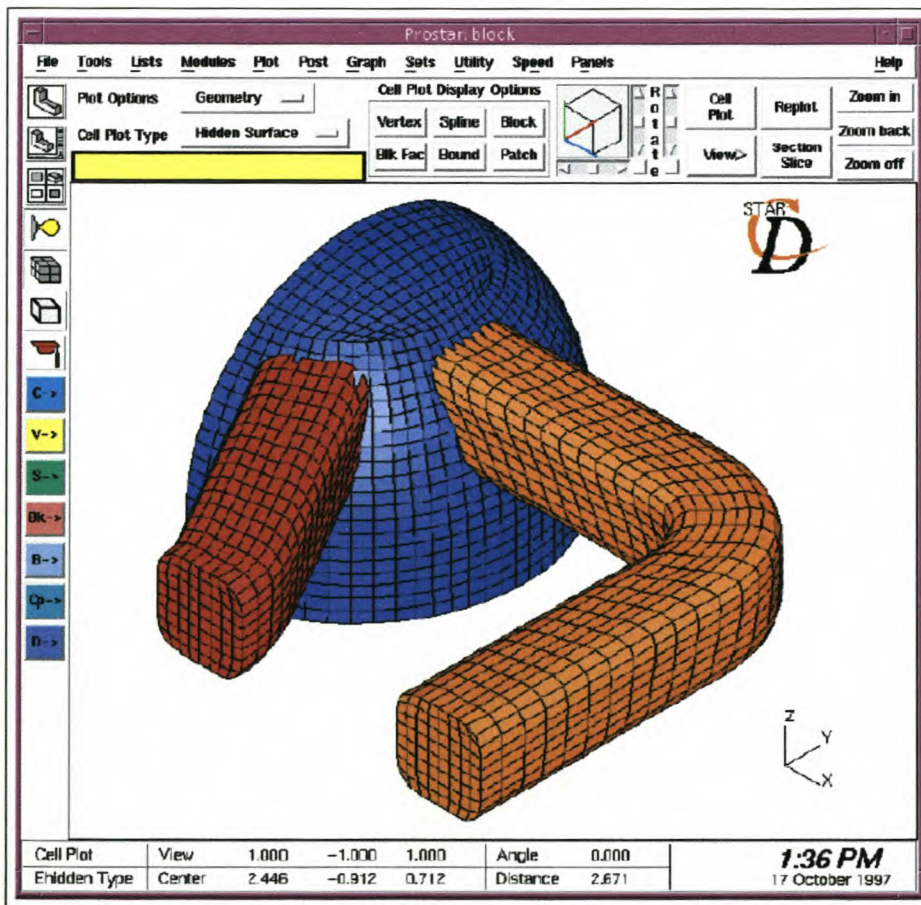 Prostar: block
File Tools Lists Modules Plot Post Graph Sets Utility Speed Panels Help
Plot Options Geometry
Cell Plot Type Hidden Surface
Cell Plot Display Options
Vertex Spline Block
Blk Fac Bound Patch
Rotate
Cell Plot
Replot
Zoom in
View>
Section Slice
Zoom back
Zoom off
STAR
D
C->
V->
S->
Bk->
B->
Cp->
D->
Z
Y
X
Cell Plot View 1.000 -1.000 1.000 Angle 0.000
Ehidden Type Center 2.446 -0.912 0.712 Distance 2.671
1:36 PM
17 October 1997